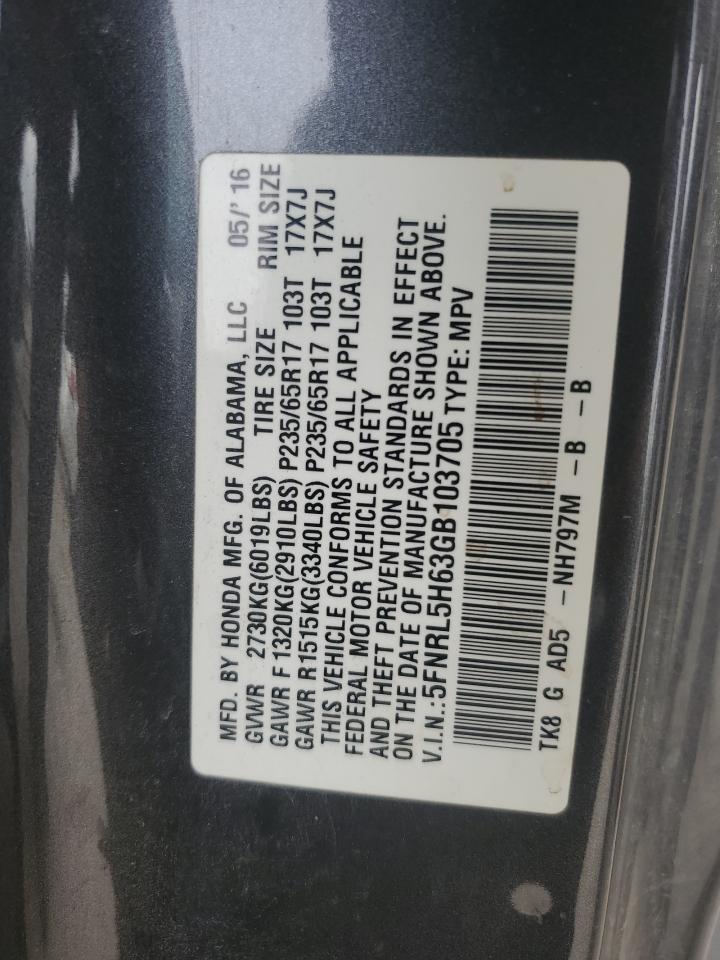 MFD. BY HONDA MFG. OF ALABAMA, LLC 05/' 16
GVWR 2730KG(6019LBS) TIRE SIZE RIM SIZE
GAWR F 1320KG(2910LBS) P235/65R17 103T 17X7J
GAWR R1515KG(3340LBS) P235/65R17 103T 17X7J
THIS VEHICLE CONFORMS TO ALL APPLICABLE
FEDERAL MOTOR VEHICLE SAFETY
AND THEFT PREVENTION STANDARDS IN EFFECT
ON THE DATE OF MANUFACTURE SHOWN ABOVE.
V.I.N.:5FNRL5H63GB103705 TYPE: MPV
TK8 G AD5 -NH797M -B -B